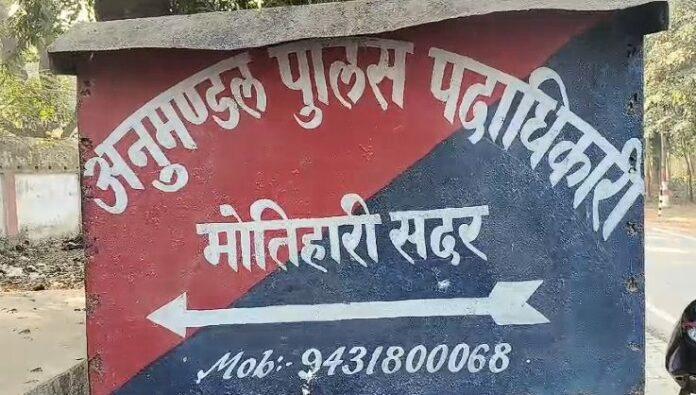 अनुमण्डल पुलिस पदाधिकारी
मोतिहारी सदर
Mob:- 9431800068